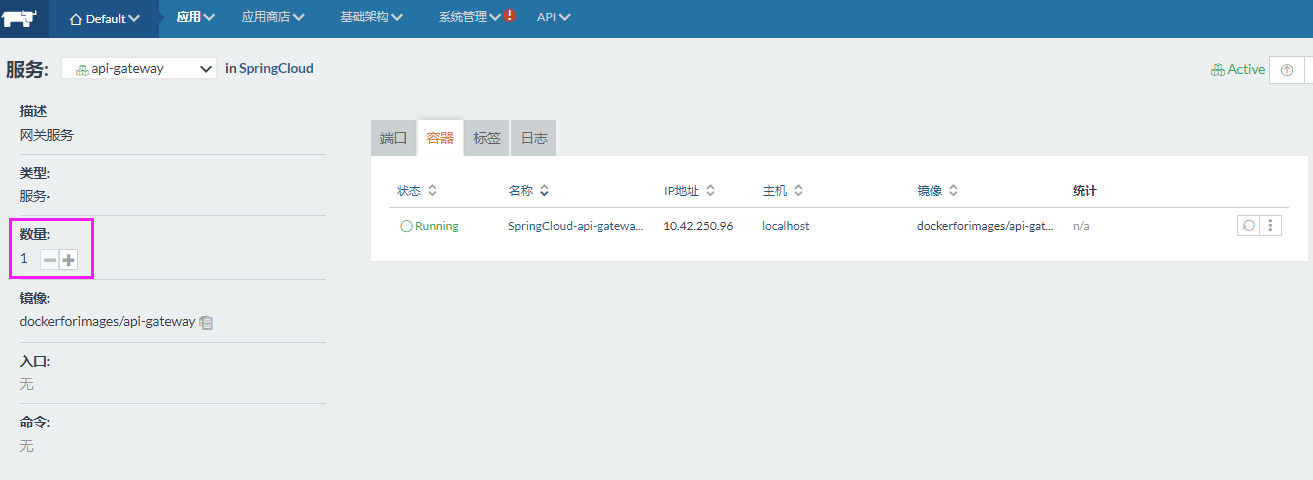 Default 应用 应用商店 基础架构 系统管理 ! API
服务: api-gateway in SpringCloud Active
描述
网关服务
类型:
服务·
数量:
1
镜像:
dockerforimages/api-gateway
入口:
无
命令:
无
端口 容器 标签 日志
状态 名称 IP地址 主机 镜像 统计
Running SpringCloud-api-gatewa... 10.42.250.96 localhost dockerforimages/api-gat... n/a